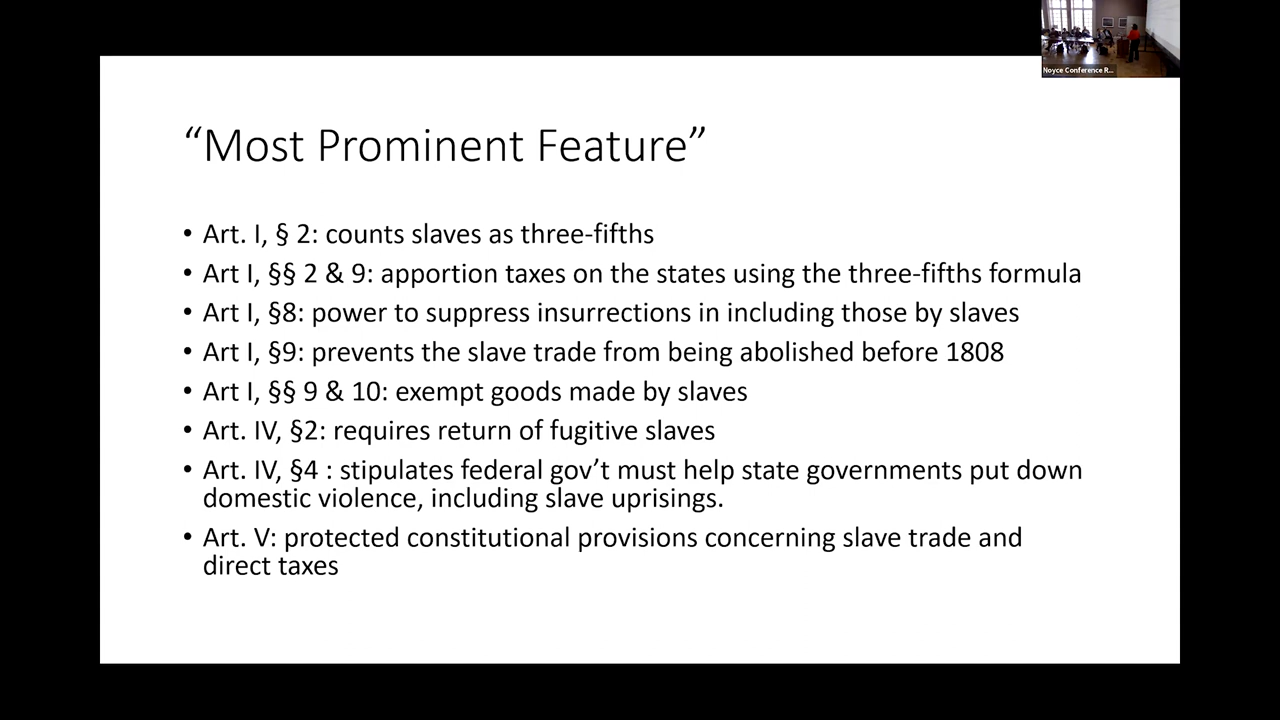 Noyce Conference R...
“Most Prominent Feature”
• Art. I, § 2: counts slaves as three-fifths
• Art I, §§ 2 & 9: apportion taxes on the states using the three-fifths formula
• Art I, §8: power to suppress insurrections in including those by slaves
• Art I, §9: prevents the slave trade from being abolished before 1808
• Art I, §§ 9 & 10: exempt goods made by slaves
• Art. IV, §2: requires return of fugitive slaves
• Art. IV, §4 : stipulates federal gov’t must help state governments put down
domestic violence, including slave uprisings.
• Art. V: protected constitutional provisions concerning slave trade and
direct taxes